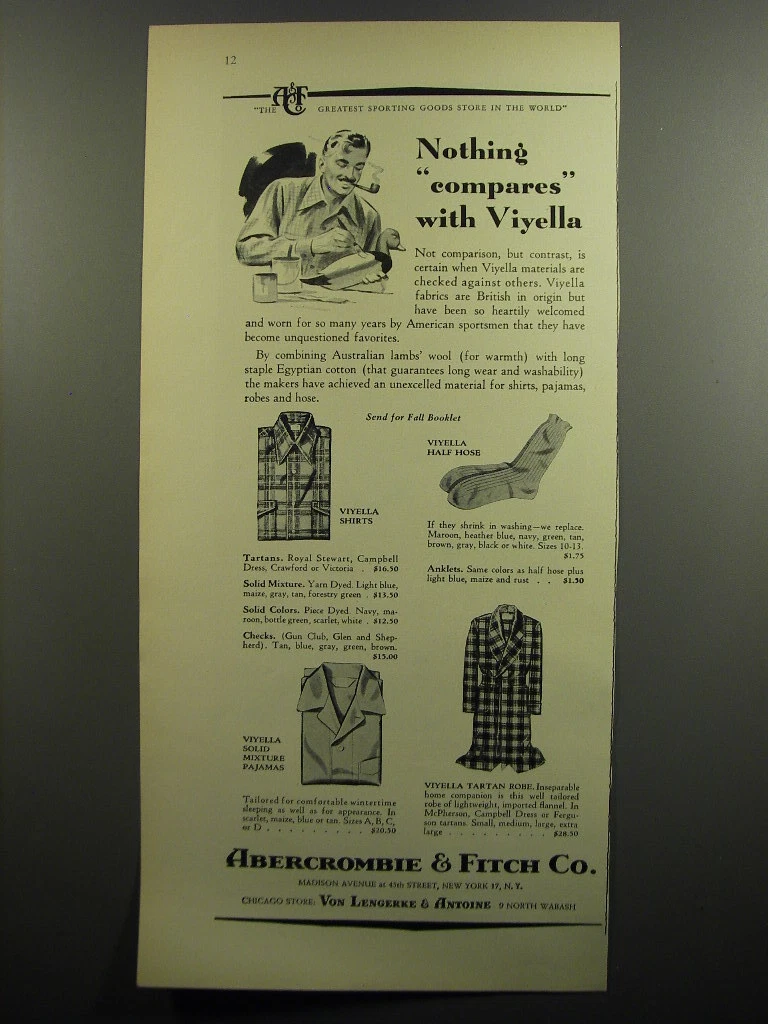 12
A & F Co
"THE GREATEST SPORTING GOODS STORE IN THE WORLD"
Nothing
"compares"
with Viyella
Not comparison, but contrast, is
certain when Viyella materials are
checked against others. Viyella
fabrics are British in origin but
have been so heartily welcomed
and worn for so many years by American sportsmen that they have
become unquestioned favorites.
By combining Australian lambs' wool (for warmth) with long
staple Egyptian cotton (that guarantees long wear and washability)
the makers have achieved an unexcelled material for shirts, pajamas,
robes and hose.
Send for Fall Booklet
VIYELLA
SHIRTS
Tartans. Royal Stewart, Campbell
Dress, Crawford or Victoria . $16.50
Solid Mixture. Yarn Dyed. Light blue,
maize, gray, tan, forestry green . $13.50
Solid Colors. Piece Dyed. Navy, ma-
roon, bottle green, scarlet, white . $12.50
Checks. (Gun Club, Glen and Shep-
herd). Tan, blue, gray, green, brown.
$15.00
VIYELLA
HALF HOSE
If they shrink in washing—we replace.
Maroon, heather blue, navy, green, tan,
brown, gray, black or white. Sizes 10-13.
$1.75
Anklets. Same colors as half hose plus
light blue, maize and rust . . $1.50
VIYELLA
SOLID
MIXTURE
PAJAMAS
Tailored for comfortable wintertime
sleeping as well as for appearance. In
scarlet, maize, blue or tan. Sizes A, B, C,
or D . . . . . . . . . $20.50
VIYELLA TARTAN ROBE. Inseparable
home companion is this well tailored
robe of lightweight, imported flannel. In
McPherson, Campbell Dress or Fergu-
son tartans. Small, medium, large, extra
large . . . . . . . . . $28.50
ABERCROMBIE & FITCH CO.
MADISON AVENUE at 45th STREET, NEW YORK 17, N. Y.
CHICAGO STORE: VON LENGERKE & ANTOINE 9 NORTH WABASH